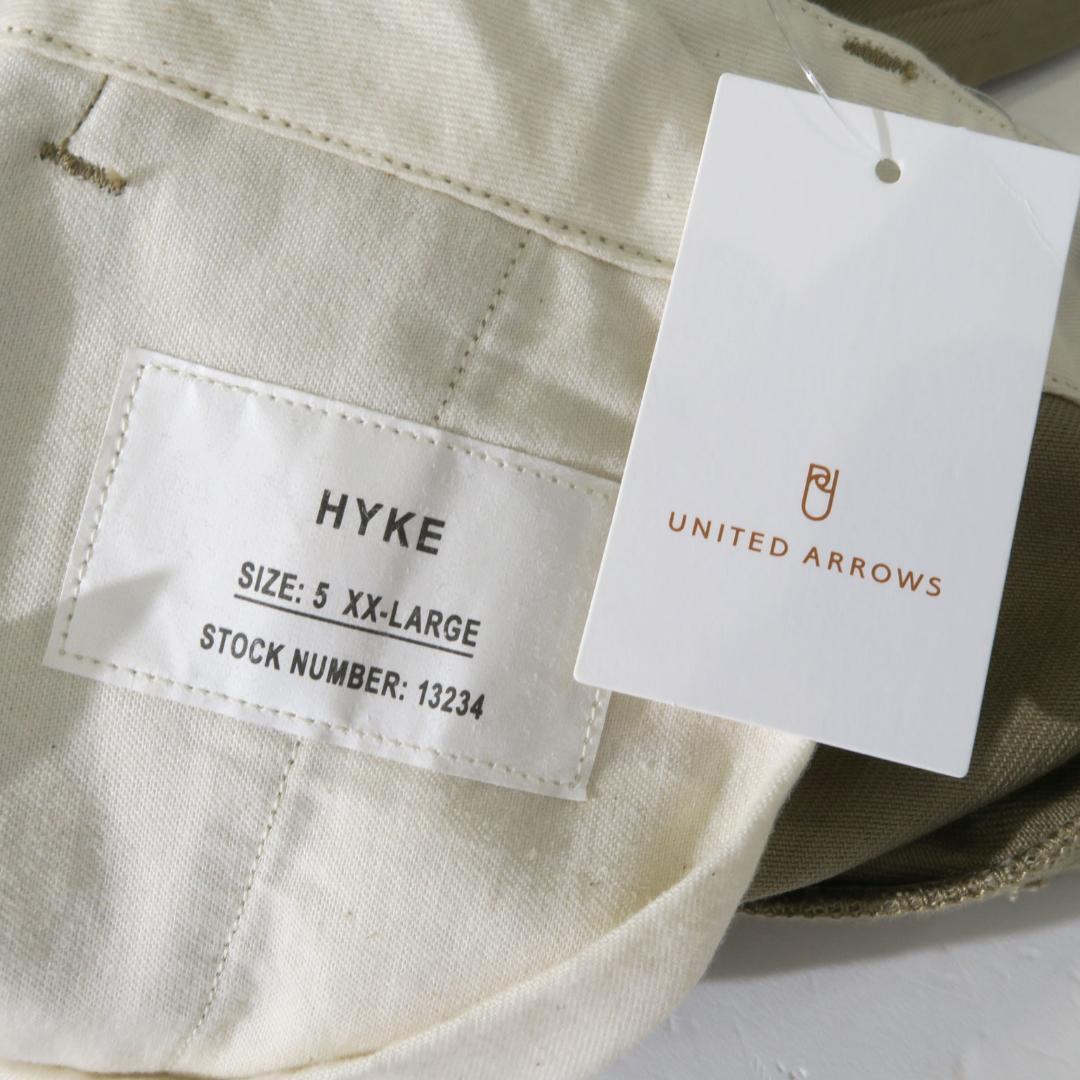 HYKE
SIZE: 5 XX-LARGE
STOCK NUMBER: 13234
UNITED ARROWS